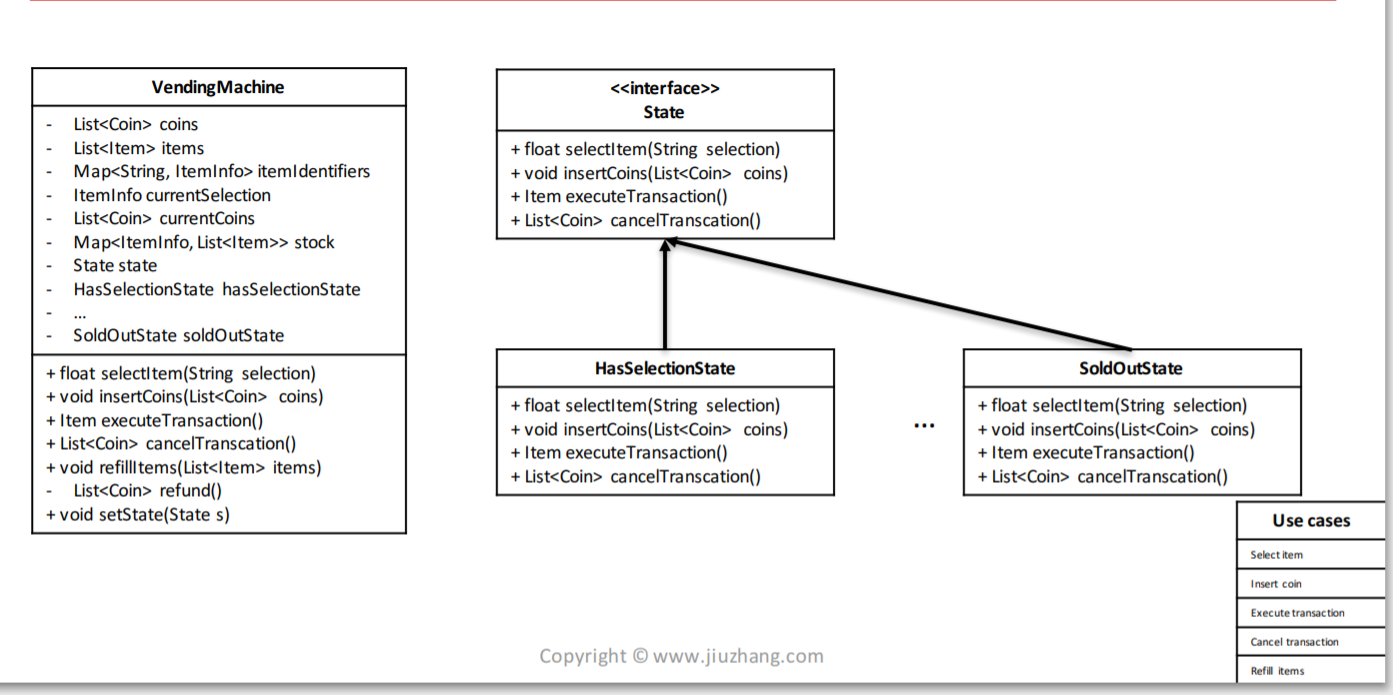 VendingMachine
- List<Coin> coins
- List<Item> items
- Map<String, ItemInfo> itemIdentifiers
- ItemInfo currentSelection
- List<Coin> currentCoins
- Map<ItemInfo, List<Item>> stock
- State state
- HasSelectionState hasSelectionState
- ...
- SoldOutState soldOutState
+ float selectItem(String selection)
+ void insertCoins(List<Coin> coins)
+ Item executeTransaction()
+ List<Coin> cancelTranscation()
+ void refillItems(List<Item> items)
- List<Coin> refund()
+ void setState(State s)
<<interface>>
State
+ float selectItem(String selection)
+ void insertCoins(List<Coin> coins)
+ Item executeTransaction()
+ List<Coin> cancelTranscation()
HasSelectionState
+ float selectItem(String selection)
+ void insertCoins(List<Coin> coins)
+ Item executeTransaction()
+ List<Coin> cancelTranscation()
...
SoldOutState
+ float selectItem(String selection)
+ void insertCoins(List<Coin> coins)
+ Item executeTransaction()
+ List<Coin> cancelTranscation()
Use cases
Select item
Insert coin
Execute transaction
Cancel transaction
Refill items
Copyright © www.jiuzhang.com